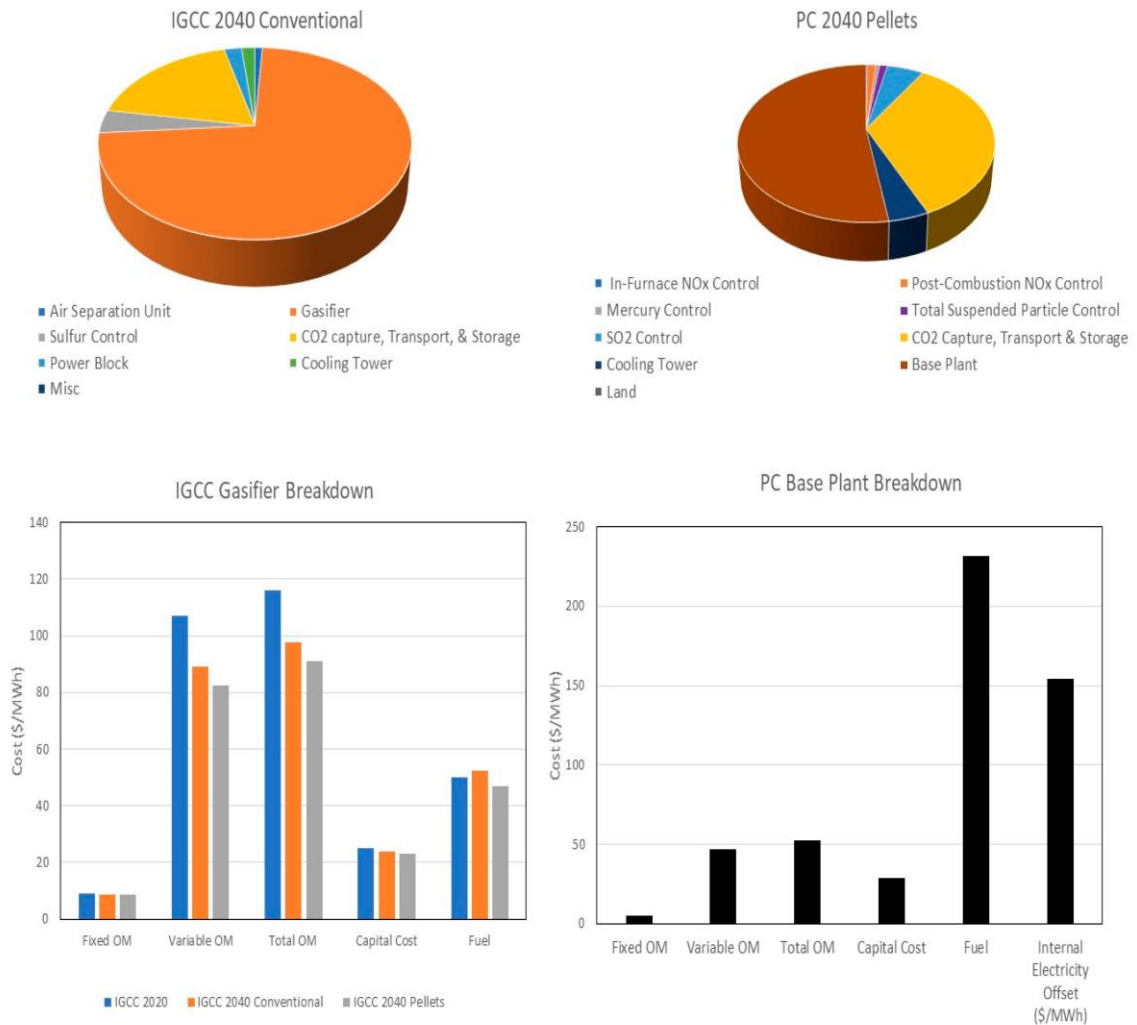 IGCC 2040 Conventional
Air Separation Unit
Gasifier
Sulfur Control
CO2 capture, Transport, & Storage
Power Block
Cooling Tower
Misc
PC 2040 Pellets
In-Furnace NOx Control
Post-Combustion NOx Control
Mercury Control
Total Suspended Particle Control
SO2 Control
CO2 Capture, Transport & Storage
Cooling Tower
Base Plant
Land
IGCC Gasifier Breakdown
140
120
100
80
60
40
20
0
Cost ($/MWh)
Fixed OM
Variable OM
Total OM
Capital Cost
Fuel
IGCC 2020
IGCC 2040 Conventional
IGCC 2040 Pellets
PC Base Plant Breakdown
250
200
150
100
50
0
Cost ($/MWh)
Fixed OM
Variable OM
Total OM
Capital Cost
Fuel
Internal
Electricity
Offset
($/MWh)